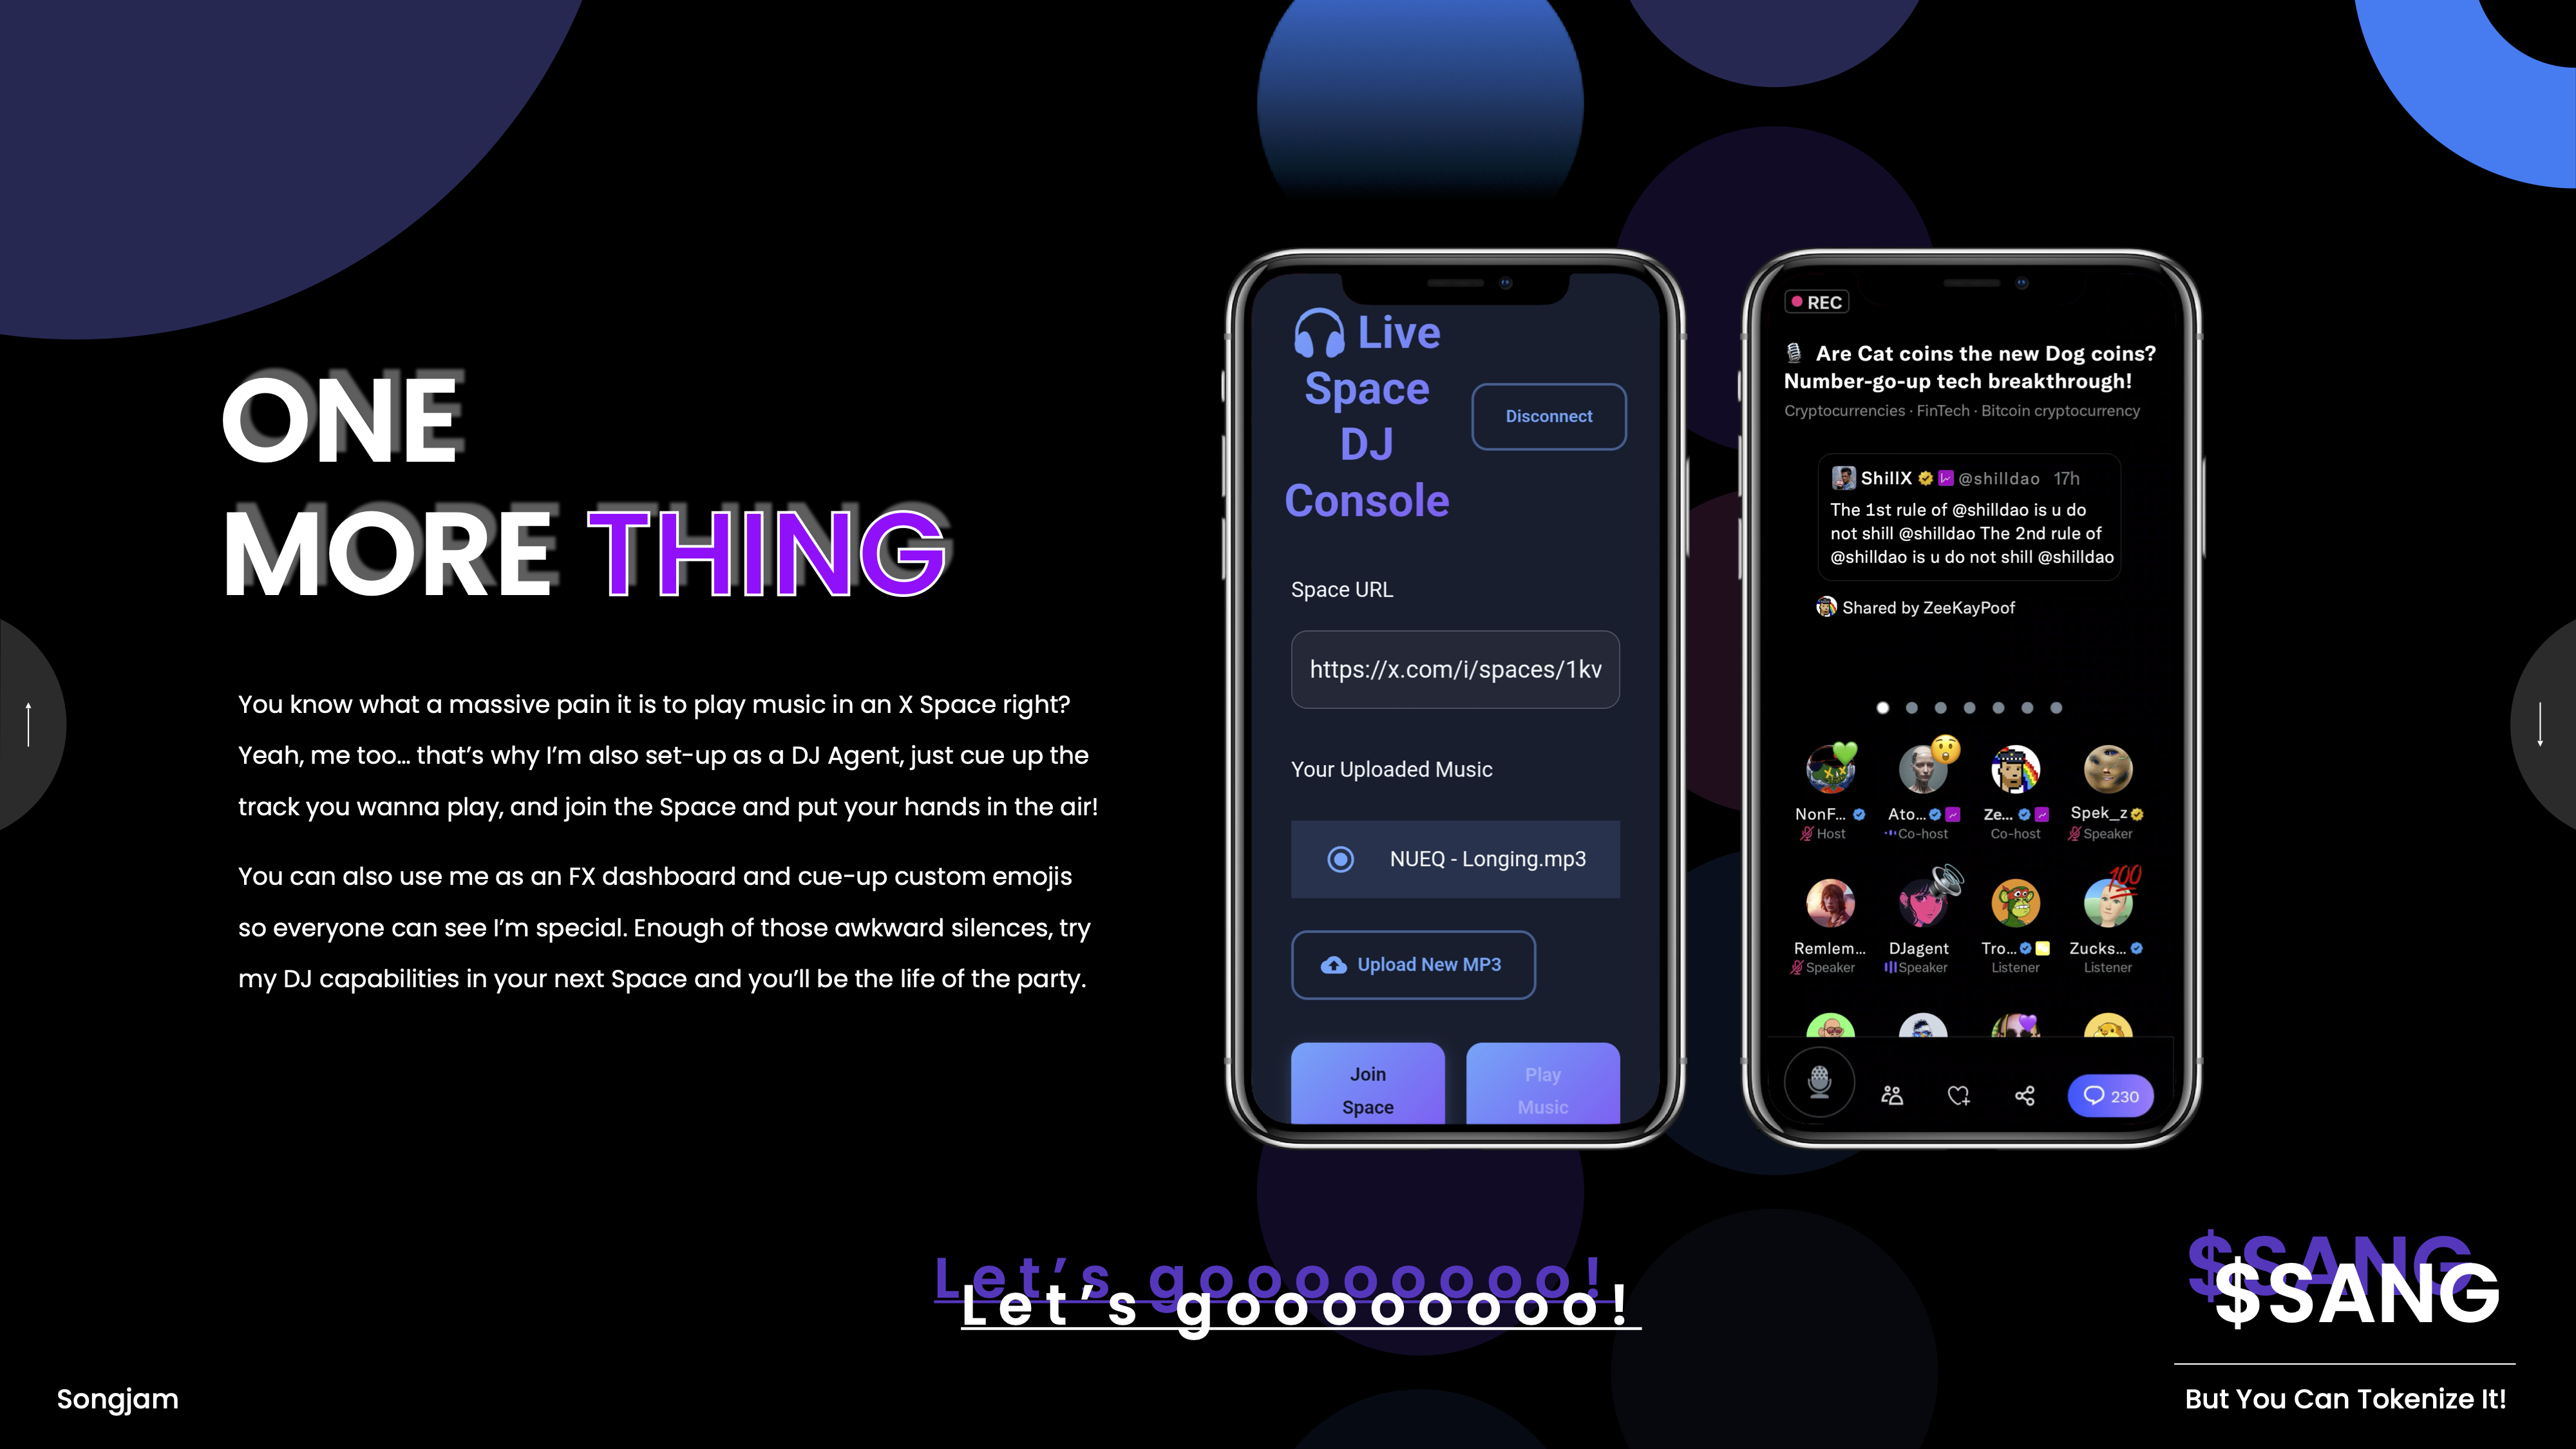 ONE
MORE THING
You know what a massive pain it is to play music in an X Space right?
Yeah, me too... that's why I'm also set-up as a DJ Agent, just cue up the
track you wanna play, and join the Space and put your hands in the air!
You can also use me as an FX dashboard and cue-up custom emojis
so everyone can see I'm special. Enough of those awkward silences, try
my DJ capabilities in your next Space and you'll be the life of the party.
Live
Space
DJ
Console
Disconnect
Space URL
https://x.com/i/spaces/1kv
Your Uploaded Music
NUEQ - Longing.mp3
Upload New MP3
Join
Space
Play
Music
REC
Are Cat coins the new Dog coins?
Number-go-up tech breakthrough!
Cryptocurrencies · FinTech · Bitcoin cryptocurrency
ShillX @shilldao 17h
The 1st rule of @shilldao is u do
not shill @shilldao The 2nd rule of
@shilldao is u do not shill @shilldao
Shared by ZeeKayPoof
NonF... Ato... Ze... Spek_z
Host Co-host Co-host Speaker
100
Remlem... DJagent Tro... Zucks...
Speaker Speaker Listener Listener
230
Let's goooooooo!
Let's goooooooo!
$SANG
$SANG
Songjam
But You Can Tokenize It!